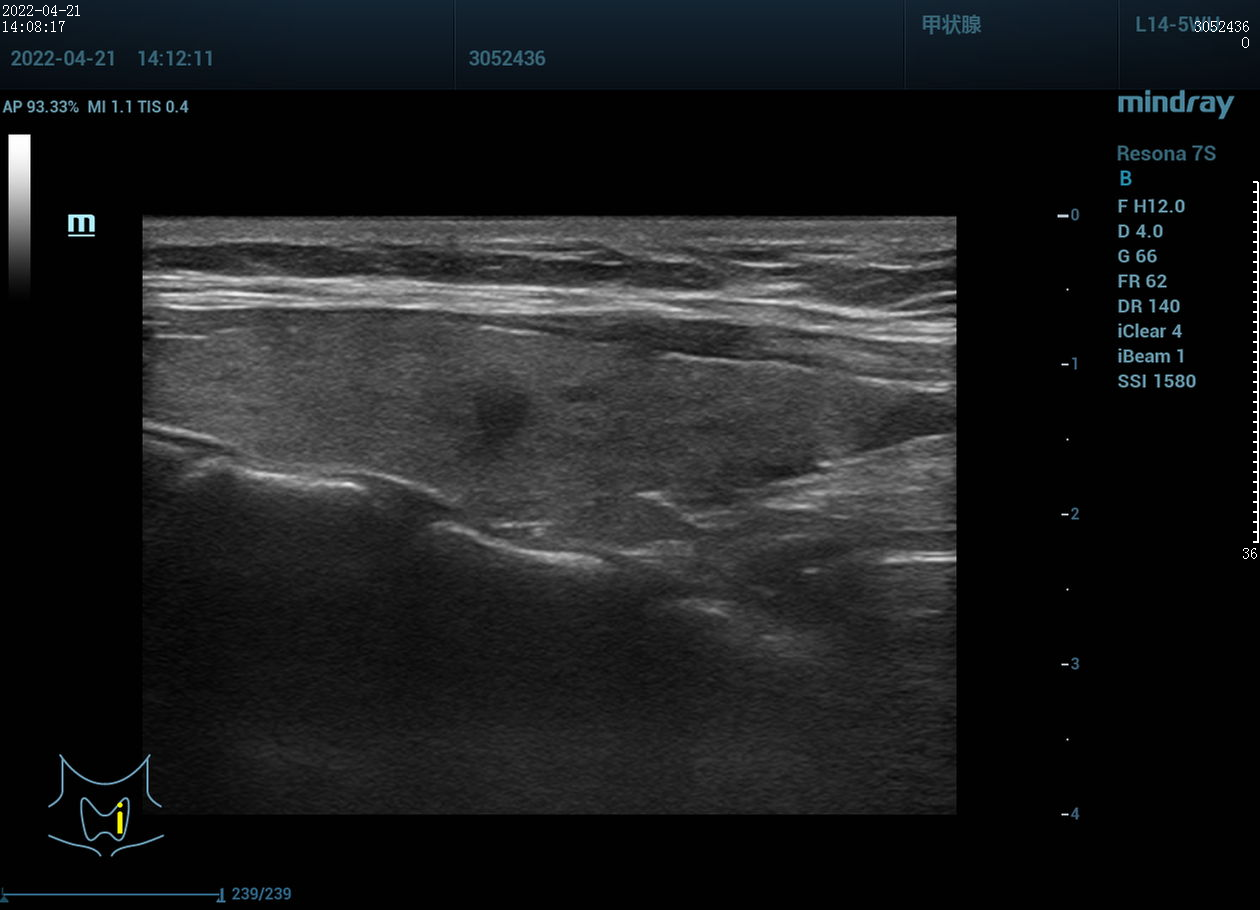 2022-04-21
14:08:17
2022-04-21 14:12:11
3052436
甲状腺
3052436
0
AP 93.33% MI 1.1 TIS 0.4
mindray
Resona 7S
B
F H12.0
D 4.0
G 66
FR 62
DR 140
iClear 4
iBeam 1
SSI 1580
m
0
1
2
3
4
36
239/239